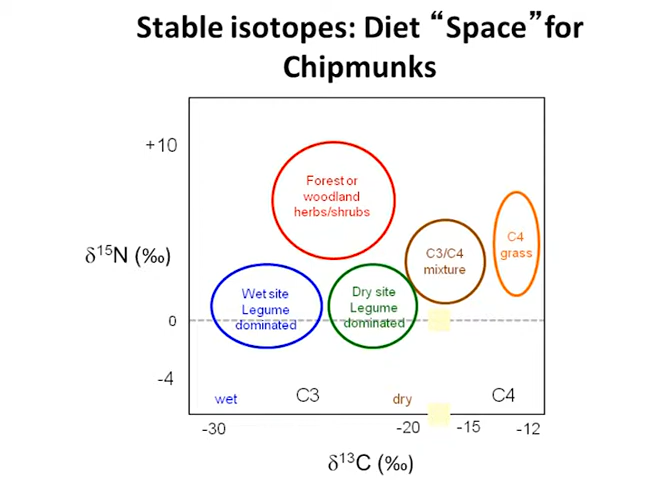 Stable isotopes: Diet “Space” for
Chipmunks
+10
Forest or
woodland
herbs/shrubs
C4
grass
C3/C4
mixture
δ15N (‰)
Wet site
Legume
dominated
Dry site
Legume
dominated
0
-4
wet
C3
dry
C4
-30
-20
-15
-12
δ13C (‰)